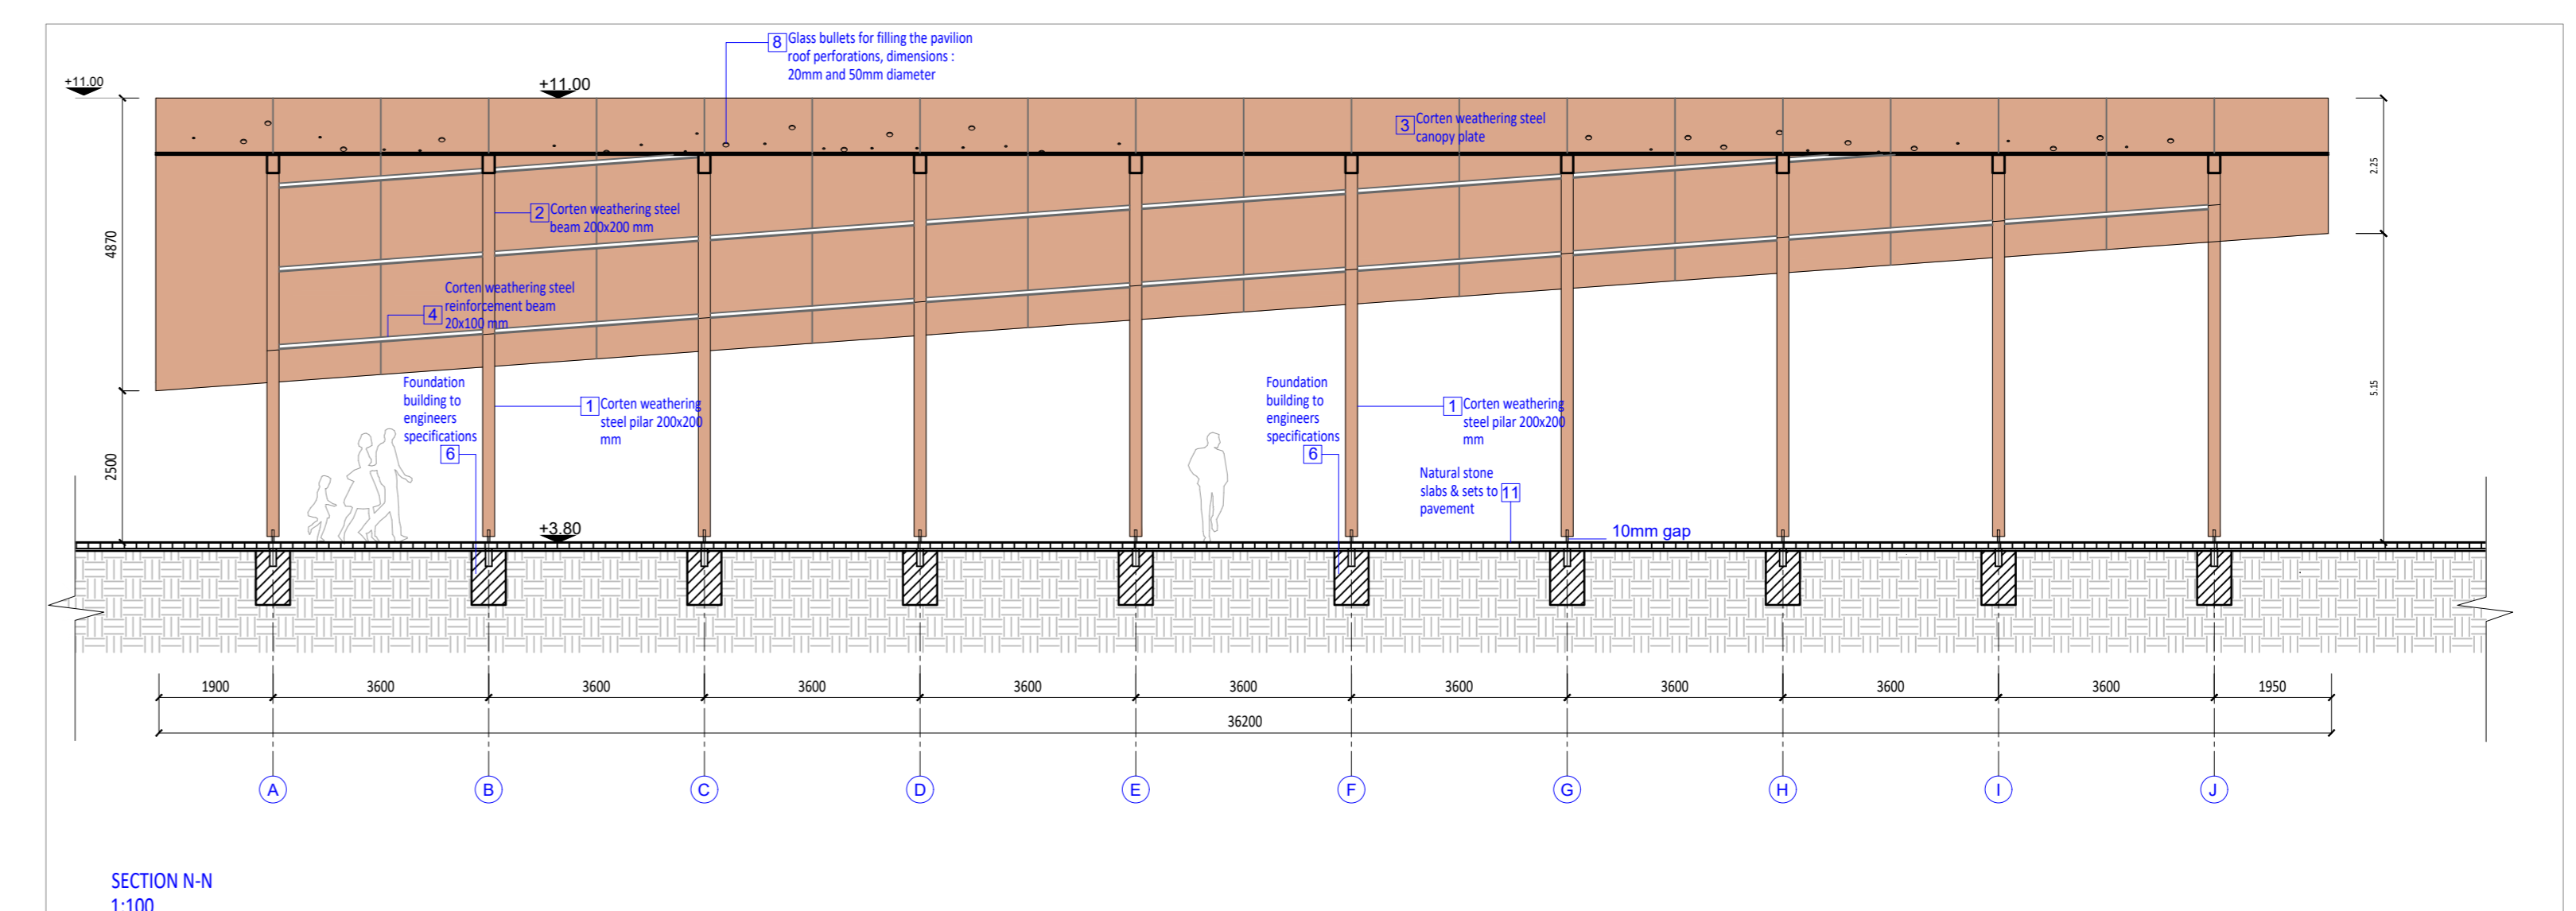 8 Glass bullets for filling the pavilion
roof perforations, dimensions :
20mm and 50mm diameter
+11.00
+11.00
3 Corten weathering steel
canopy plate
2.25
2 Corten weathering steel
beam 200x200 mm
4870
Corten weathering steel
4 reinforcement beam
20x100 mm
Foundation
building to
engineers
specifications
6
1 Corten weathering
steel pilar 200x200
mm
Foundation
building to
engineers
specifications
6
1 Corten weathering
steel pilar 200x200
mm
5.15
2500
Natural stone
slabs & sets to 11
pavement
+3.80
10mm gap
1900 3600 3600 3600 3600 3600 3600 3600 3600 3600 1950
36200
A B C D E F G H I J
SECTION N-N
1:100